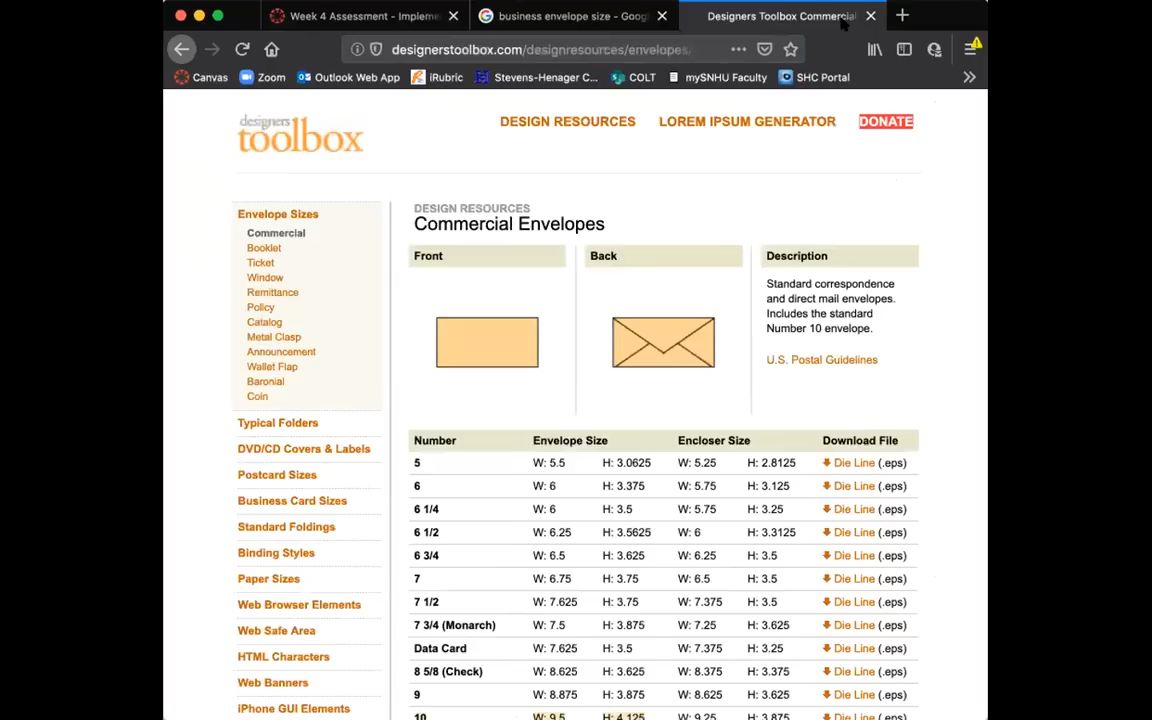 Week 4 Assessment - Impleme
business envelope size - Goog
Designers Toolbox Commercial
designerstoolbox.com/designresources/envelopes/
Canvas
Zoom
Outlook Web App
iRubric
Stevens-Henager C...
COLT
mySNHU Faculty
SHC Portal
designers
toolbox
DESIGN RESOURCES
LOREM IPSUM GENERATOR
DONATE
Envelope Sizes
Commercial
Booklet
Ticket
Window
Remittance
Policy
Catalog
Metal Clasp
Announcement
Wallet Flap
Baronial
Coin
Typical Folders
DVD/CD Covers & Labels
Postcard Sizes
Business Card Sizes
Standard Foldings
Binding Styles
Paper Sizes
Web Browser Elements
Web Safe Area
HTML Characters
Web Banners
iPhone GUI Elements
DESIGN RESOURCES
Commercial Envelopes
Front Back Description
Standard correspondence
and direct mail envelopes.
Includes the standard
Number 10 envelope.
U.S. Postal Guidelines
Number Envelope Size Encloser Size Download File
5 W: 5.5 H: 3.0625 W: 5.25 H: 2.8125 Die Line (.eps)
6 W: 6 H: 3.375 W: 5.75 H: 3.125 Die Line (.eps)
6 1/4 W: 6 H: 3.5 W: 5.75 H: 3.25 Die Line (.eps)
6 1/2 W: 6.25 H: 3.5625 W: 6 H: 3.3125 Die Line (.eps)
6 3/4 W: 6.5 H: 3.625 W: 6.25 H: 3.5 Die Line (.eps)
7 W: 6.75 H: 3.75 W: 6.5 H: 3.5 Die Line (.eps)
7 1/2 W: 7.625 H: 3.75 W: 7.375 H: 3.5 Die Line (.eps)
7 3/4 (Monarch) W: 7.5 H: 3.875 W: 7.25 H: 3.625 Die Line (.eps)
Data Card W: 7.625 H: 3.5 W: 7.375 H: 3.25 Die Line (.eps)
8 5/8 (Check) W: 8.625 H: 3.625 W: 8.375 H: 3.375 Die Line (.eps)
9 W: 8.875 H: 3.875 W: 8.625 H: 3.625 Die Line (.eps)
10 W: 9.5 H: 4.125 W: 9.25 H: 3.875 Die Line (.eps)